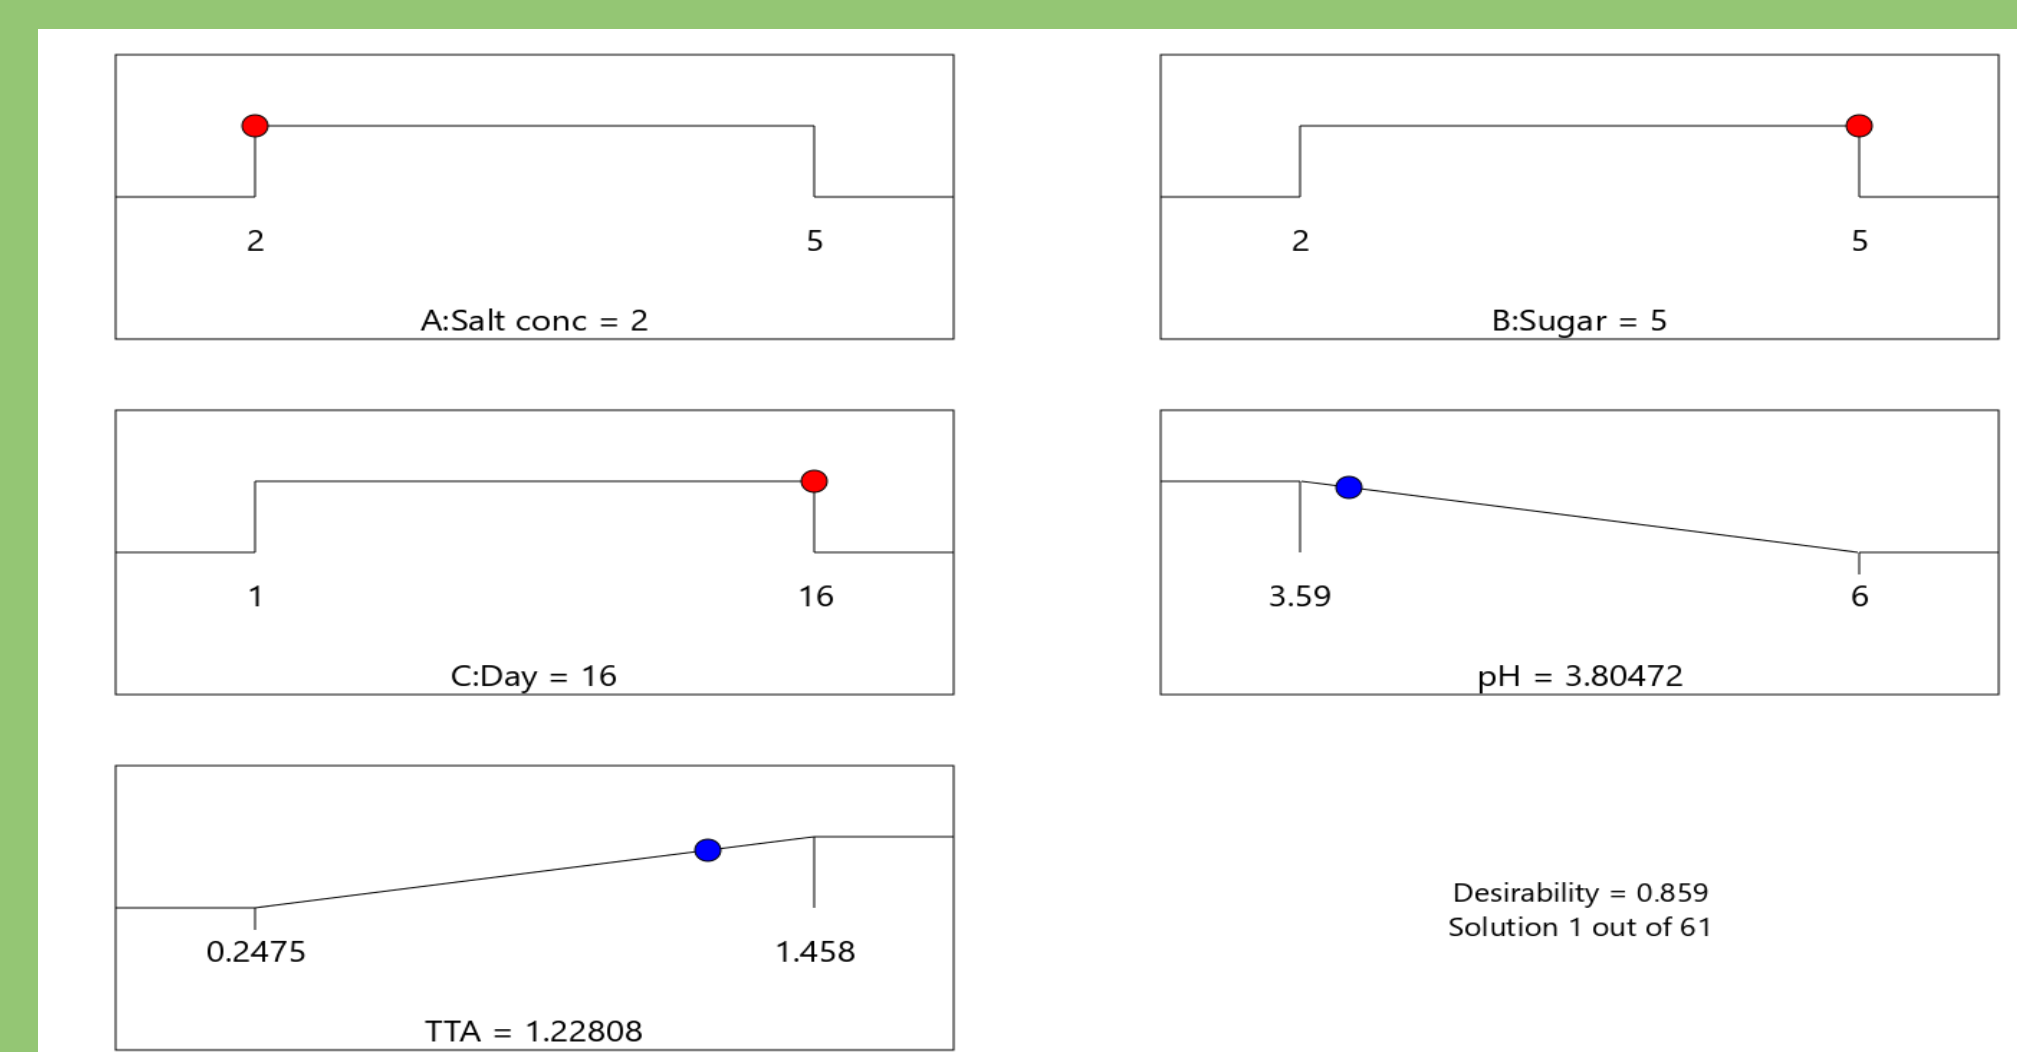 2 5
A:Salt conc = 2
2 5
B:Sugar = 5
1 16
C:Day = 16
3.59 6
pH = 3.80472
0.2475 1.458
TTA = 1.22808
Desirability = 0.859
Solution 1 out of 61